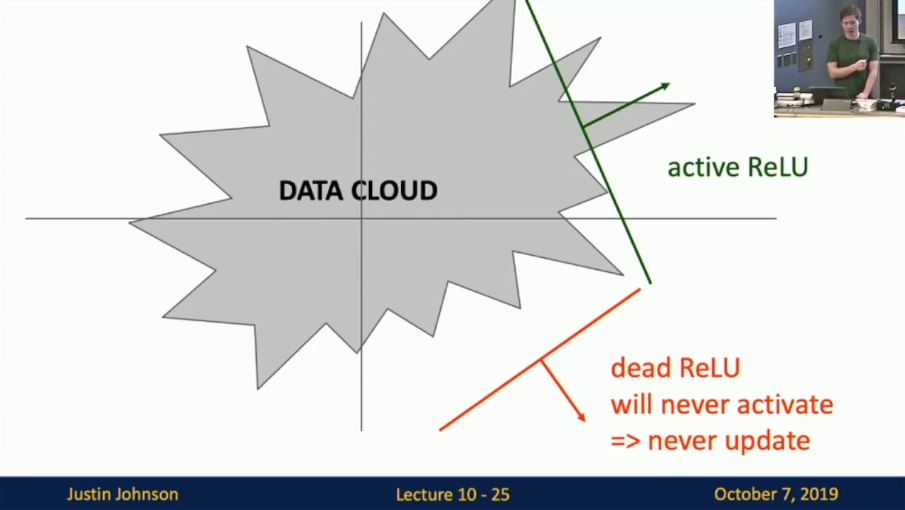 DATA CLOUD
active ReLU
dead ReLU
will never activate
=> never update
Justin Johnson
Lecture 10 - 25
October 7, 2019